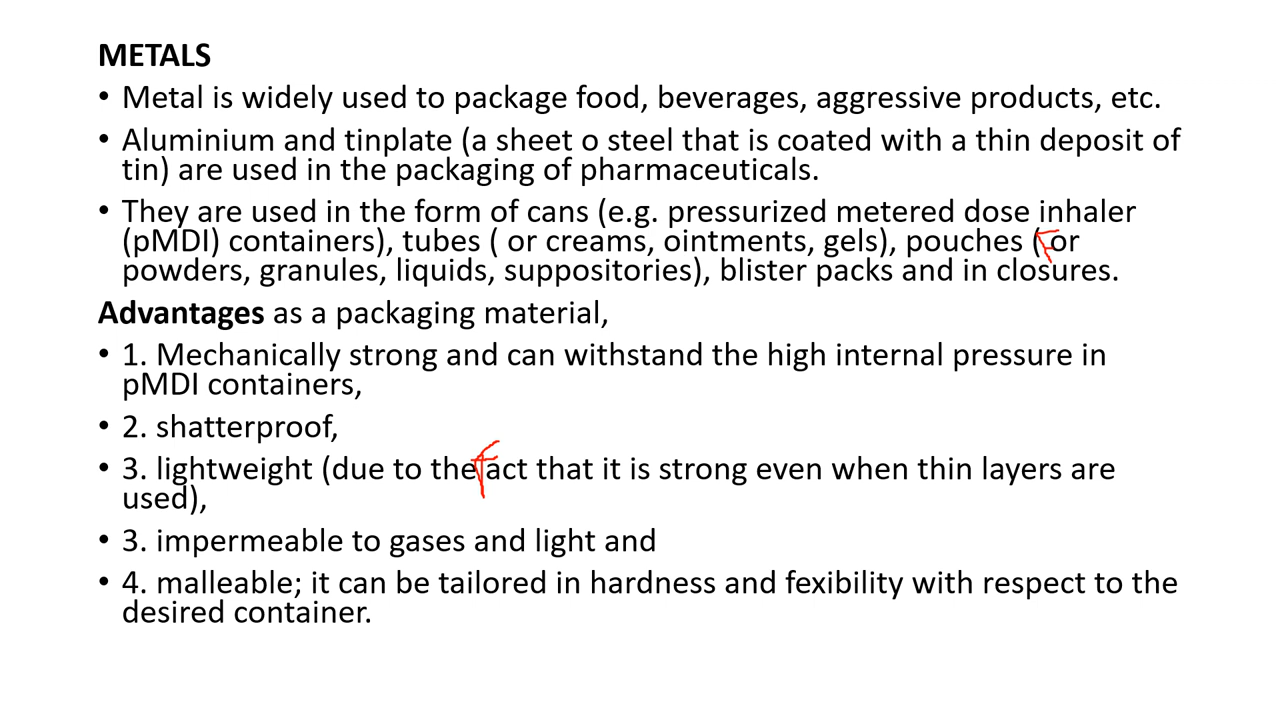 METALS
• Metal is widely used to package food, beverages, aggressive products, etc.
• Aluminium and tinplate (a sheet o steel that is coated with a thin deposit of
tin) are used in the packaging of pharmaceuticals.
• They are used in the form of cans (e.g. pressurized metered dose inhaler
(pMDI) containers), tubes ( or creams, ointments, gels), pouches ( For
powders, granules, liquids, suppositories), blister packs and in closures.
Advantages as a packaging material,
• 1. Mechanically strong and can withstand the high internal pressure in
pMDI containers,
• 2. shatterproof,
• 3. lightweight (due to the fact that it is strong even when thin layers are
used),
• 3. impermeable to gases and light and
• 4. malleable; it can be tailored in hardness and fexibility with respect to the
desired container.